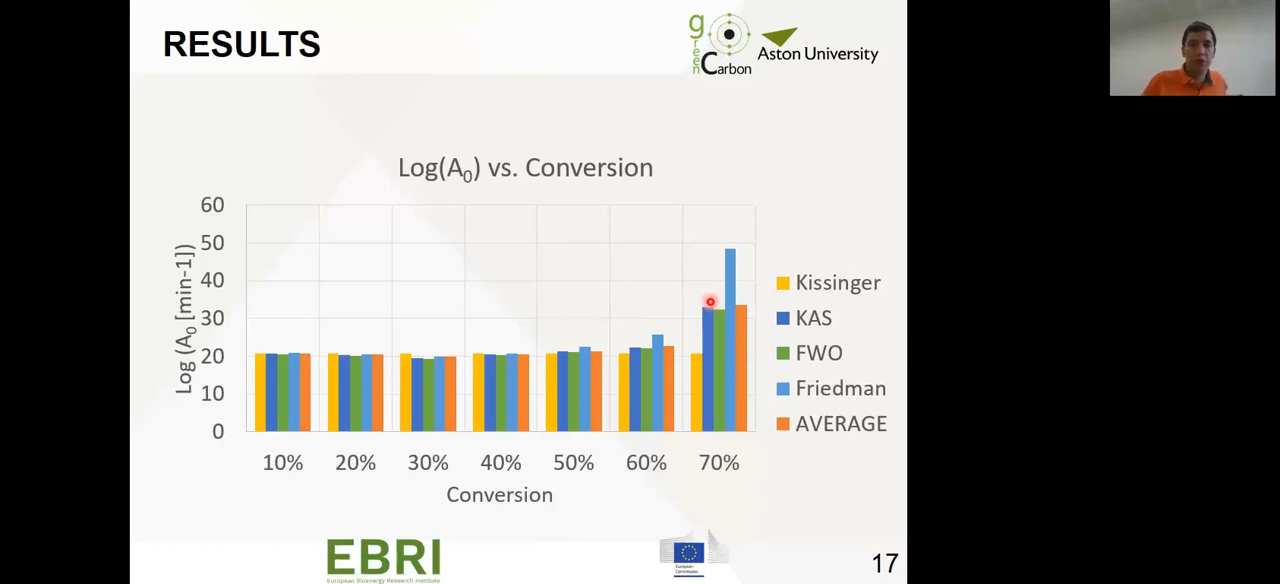 RESULTS
green
Carbon
Aston University
Log(A₀) vs. Conversion
Log (A₀ [min-1])
60
50
40
30
20
10
0
10% 20% 30% 40% 50% 60% 70%
Conversion
Kissinger
KAS
FWO
Friedman
AVERAGE
EBRI
European Bioenergy Research Institute
European
Commission
17